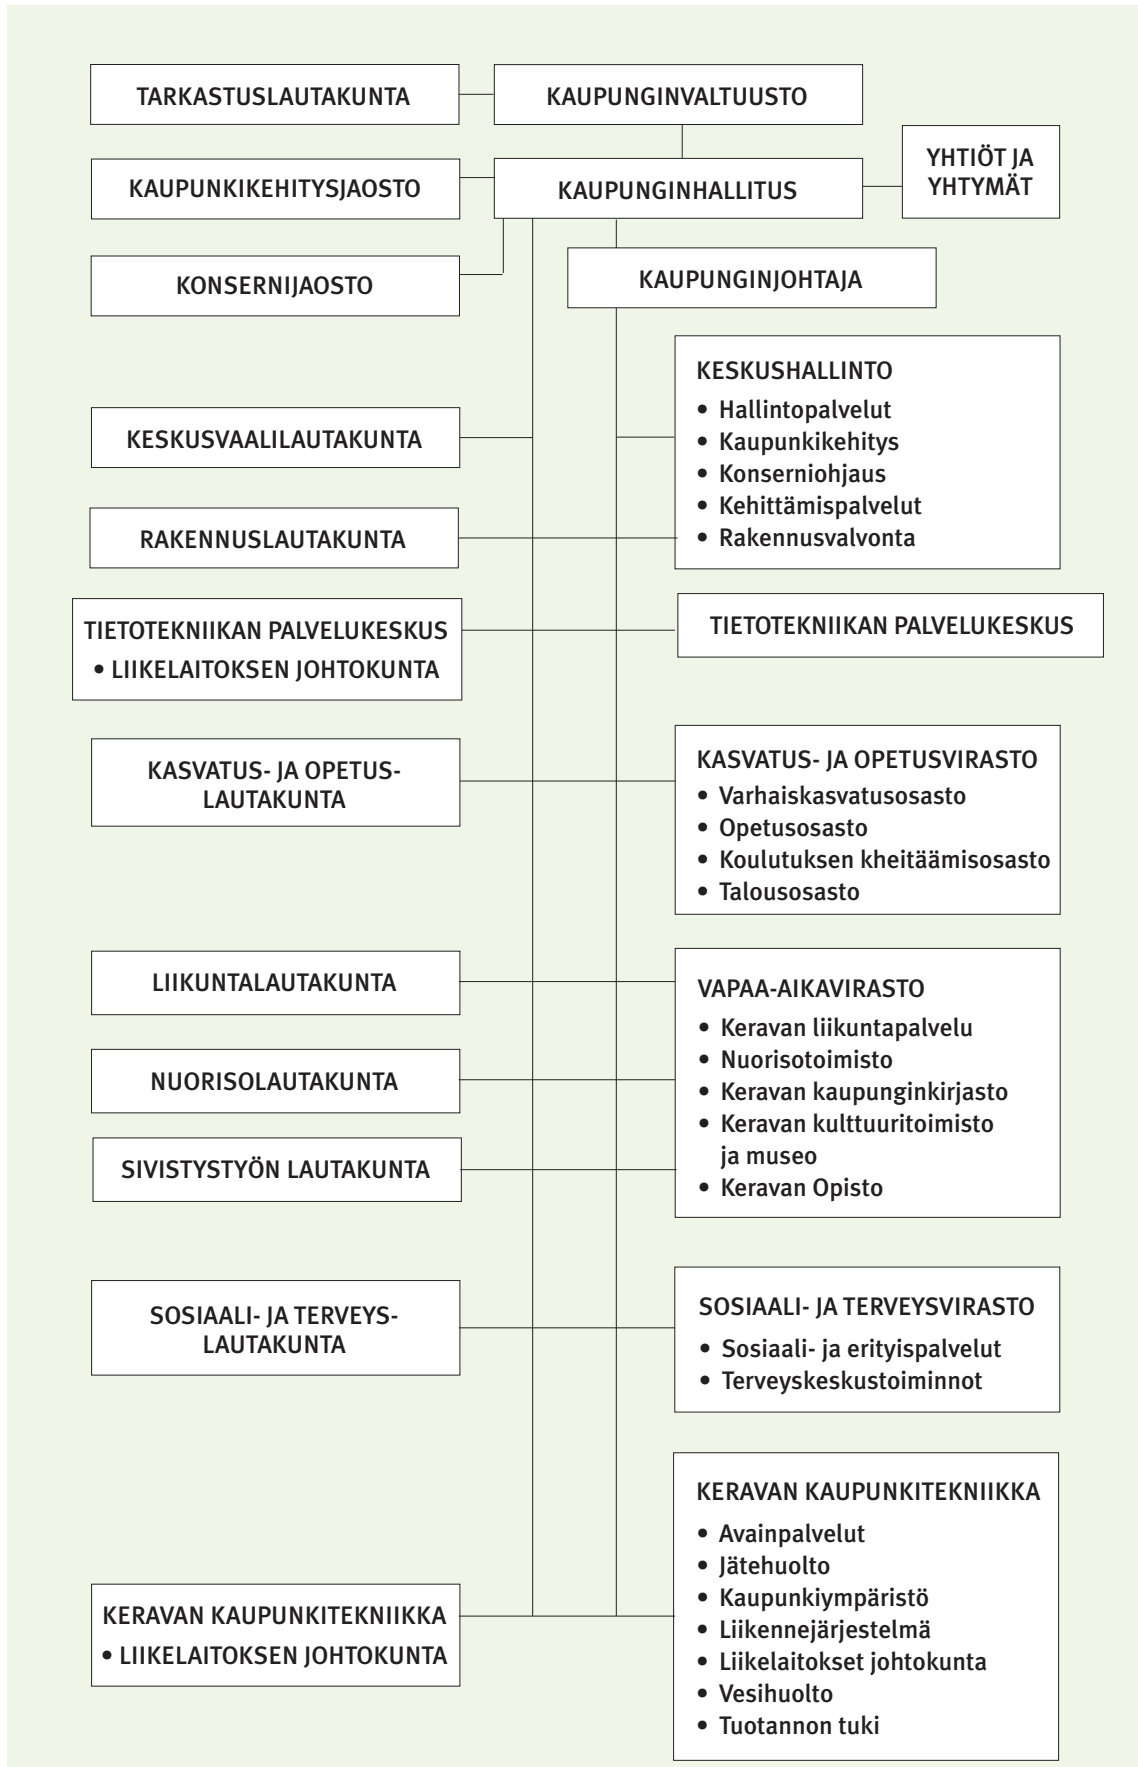 TARKASTUSLAUTAKUNTA
KAUPUNGINVALTUUSTO
YHTIÖT JA
YHTYMÄT
KAUPUNKIKEHITYSJAOSTO
KAUPUNGINHALLITUS
KONSERNIJAOSTO
KAUPUNGINJOHTAJA
KESKUSHALLINTO
• Hallintopalvelut
• Kaupunkikehitys
• Konserniohjaus
• Kehittämispalvelut
• Rakennusvalvonta
KESKUSVAALILAUTAKUNTA
RAKENNUSLAUTAKUNTA
TIETOTEKNIIKAN PALVELUKESKUS
• LIIKELAITOKSEN JOHTOKUNTA
TIETOTEKNIIKAN PALVELUKESKUS
KASVATUS- JA OPETUS-
LAUTAKUNTA
KASVATUS- JA OPETUSVIRASTO
• Varhaiskasvatusosasto
• Opetusosasto
• Koulutuksen kheitäämisosasto
• Talousosasto
LIIKUNTALAUTAKUNTA
NUORISOLAUTAKUNTA
SIVISTYSTYÖN LAUTAKUNTA
VAPAA-AIKAVIRASTO
• Keravan liikuntapalvelu
• Nuorisotoimisto
• Keravan kaupunginkirjasto
• Keravan kulttuuritoimisto
ja museo
• Keravan Opisto
SOSIAALI- JA TERVEYS-
LAUTAKUNTA
SOSIAALI- JA TERVEYSVIRASTO
• Sosiaali- ja erityispalvelut
• Terveyskeskustoiminnot
KERAVAN KAUPUNKITEKNIIKKA
• LIIKELAITOKSEN JOHTOKUNTA
KERAVAN KAUPUNKITEKNIIKKA
• Avainpalvelut
• Jätehuolto
• Kaupunkiympäristö
• Liikennejärjestelmä
• Liikelaitokset johtokunta
• Vesihuolto
• Tuotannon tuki